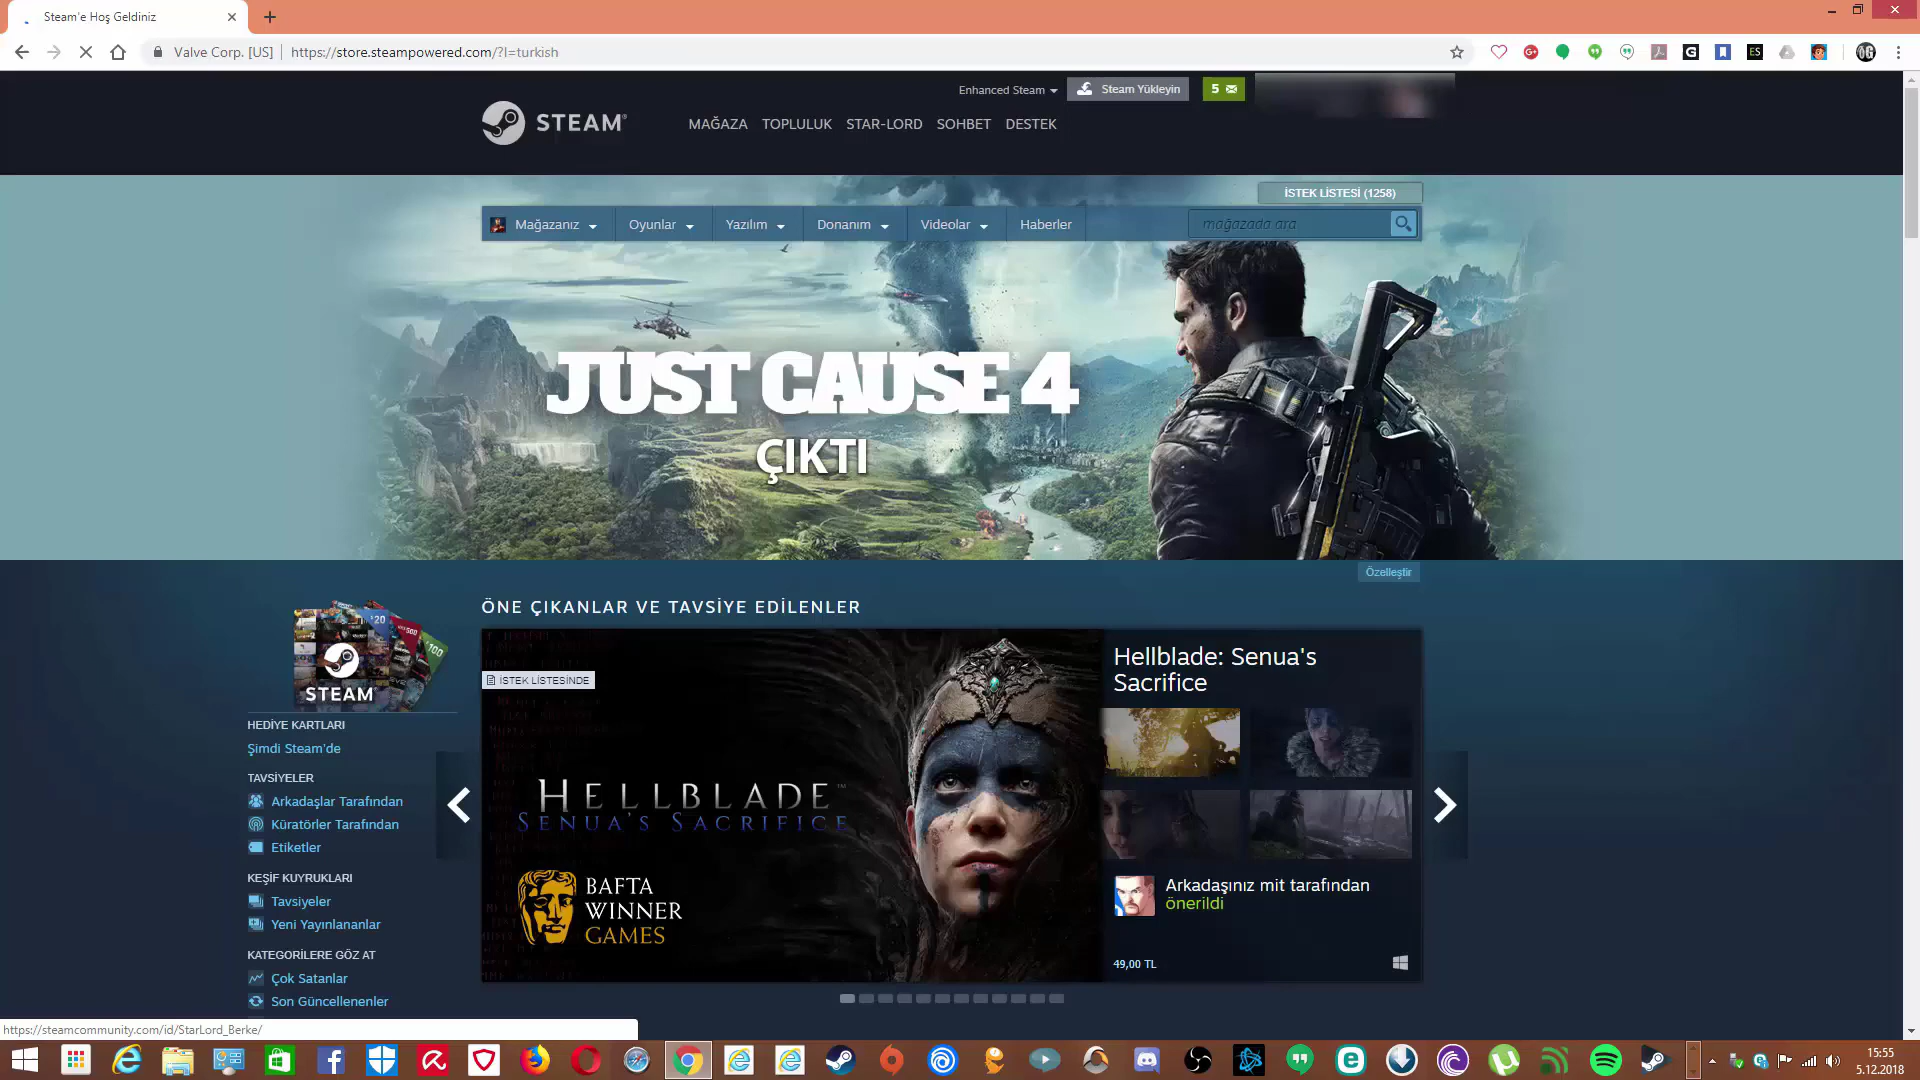 Steam'e Hoş Geldiniz
Valve Corp. [US] | https://store.steampowered.com/?l=turkish
Enhanced Steam
Steam Yükleyin
5
STEAM
MAĞAZA TOPLULUK STAR-LORD SOHBET DESTEK
İSTEK LİSTESİ (1258)
Mağazanız Oyunlar Yazılım Donanım Videolar Haberler
mağazada ara
JUST CAUSE 4
ÇIKTI
Özelleştir
ÖNE ÇIKANLAR VE TAVSİYE EDİLENLER
STEAM
HEDİYE KARTLARI
Şimdi Steam'de
TAVSİYELER
Arkadaşlar Tarafından
Küratörler Tarafından
Etiketler
KEŞİF KUYRUKLARI
Tavsiyeler
Yeni Yayınlananlar
KATEGORİLERE GÖZ AT
Çok Satanlar
Son Güncellenenler
İSTEK LİSTESİNDE
HELLBLADE™
SENUA'S SACRIFICE
BAFTA
WINNER
GAMES
Hellblade: Senua's
Sacrifice
Arkadaşınız mit tarafından
önerildi
49,00 TL
https://steamcommunity.com/id/StarLord_Berke/
15:55
5.12.2018